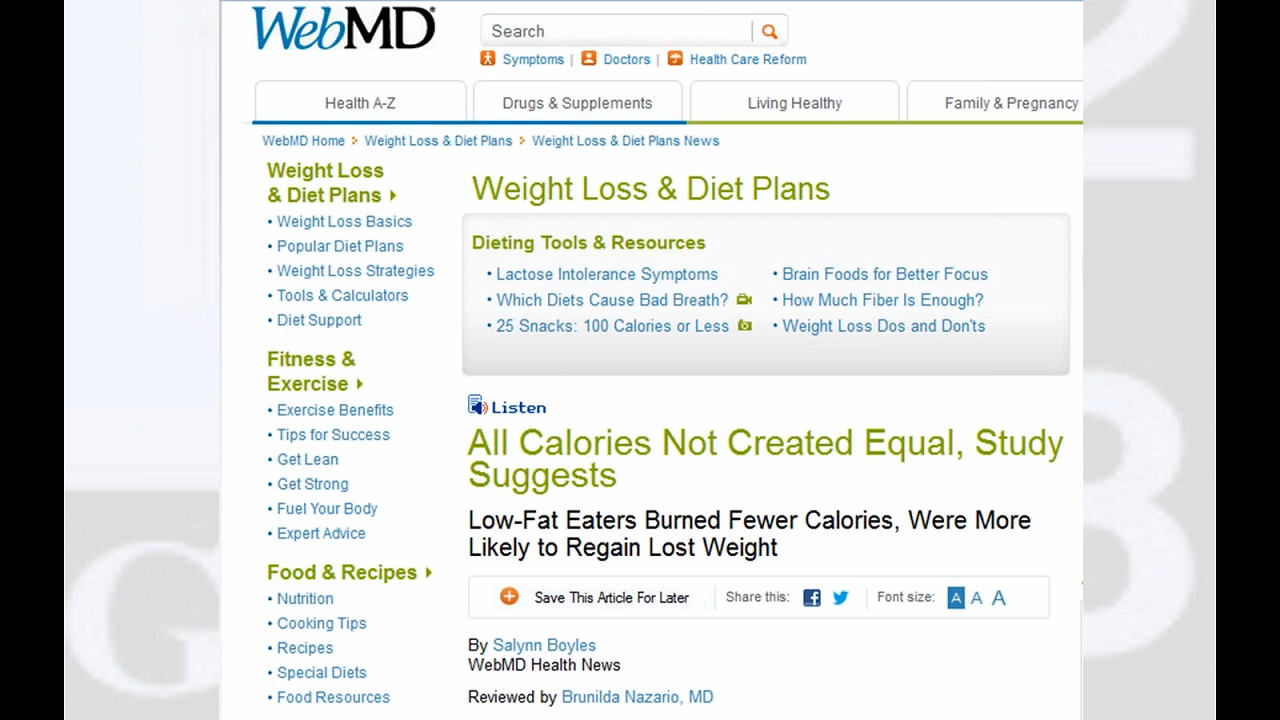 WebMD
Search
Symptoms | Doctors | Health Care Reform
Health A-Z
Drugs & Supplements
Living Healthy
Family & Pregnancy
WebMD Home Weight Loss & Diet Plans Weight Loss & Diet Plans News
Weight Loss
& Diet Plans
• Weight Loss Basics
• Popular Diet Plans
• Weight Loss Strategies
• Tools & Calculators
• Diet Support
Fitness &
Exercise
• Exercise Benefits
• Tips for Success
• Get Lean
• Get Strong
• Fuel Your Body
• Expert Advice
Food & Recipes
• Nutrition
• Cooking Tips
• Recipes
• Special Diets
• Food Resources
Weight Loss & Diet Plans
Dieting Tools & Resources
• Lactose Intolerance Symptoms
• Which Diets Cause Bad Breath?
• 25 Snacks: 100 Calories or Less
• Brain Foods for Better Focus
• How Much Fiber Is Enough?
• Weight Loss Dos and Don'ts
Listen
All Calories Not Created Equal, Study
Suggests
Low-Fat Eaters Burned Fewer Calories, Were More
Likely to Regain Lost Weight
Save This Article For Later
Share this:
Font size: A A A
By Salynn Boyles
WebMD Health News
Reviewed by Brunilda Nazario, MD